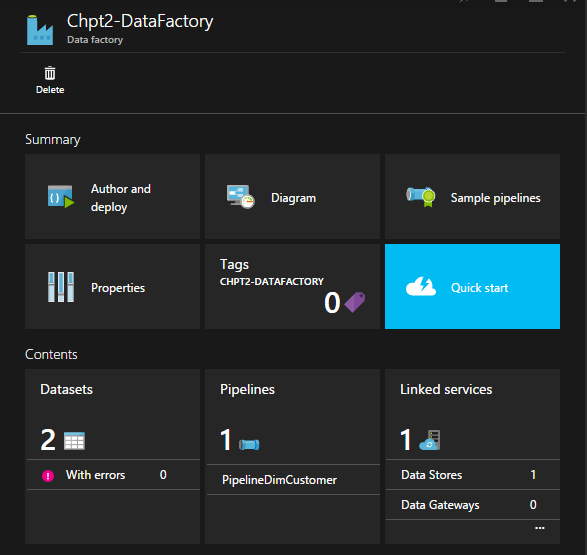 Chpt2-DataFactory
Data factory
Delete
Summary
Author and
deploy
Diagram
Sample pipelines
Properties
Tags
CHPT2-DATAFACTORY
0
Quick start
Contents
Datasets
2
With errors 0
Pipelines
1
PipelineDimCustomer
Linked services
1
Data Stores 1
Data Gateways 0
...